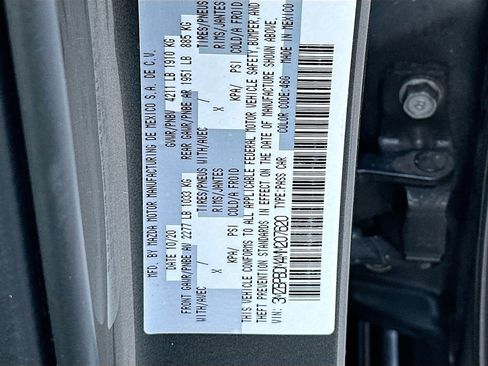 MFG. BY MAZDA MOTOR MANUFACTURING DE MEXICO S.A. DE C.V.
DATE: 10/20 GVWR/PNBV 4211 LB 1910 KG
FRONT GAWR/PNBE AV 2277 LB 1033 KG REAR GAWR/PNBE AR 1951 LB 885 KG
WITH/AVEC TIRES/PNEUS WITH/AVEC TIRES/PNEUS
RIMS/JANTES RIMS/JANTES
/ X KPA/ PSI COLD/A FROID / X KPA/ PSI COLD/A FROID
THIS VEHICLE CONFORMS TO ALL APPLICABLE FEDERAL MOTOR VEHICLE SAFETY, BUMPER, AND
THEFT PREVENTION STANDARDS IN EFFECT ON THE DATE OF MANUFACTURE SHOWN ABOVE.
COLOR CODE:46G MADE IN MEXICO
VIN: TYPE:PASS CAR